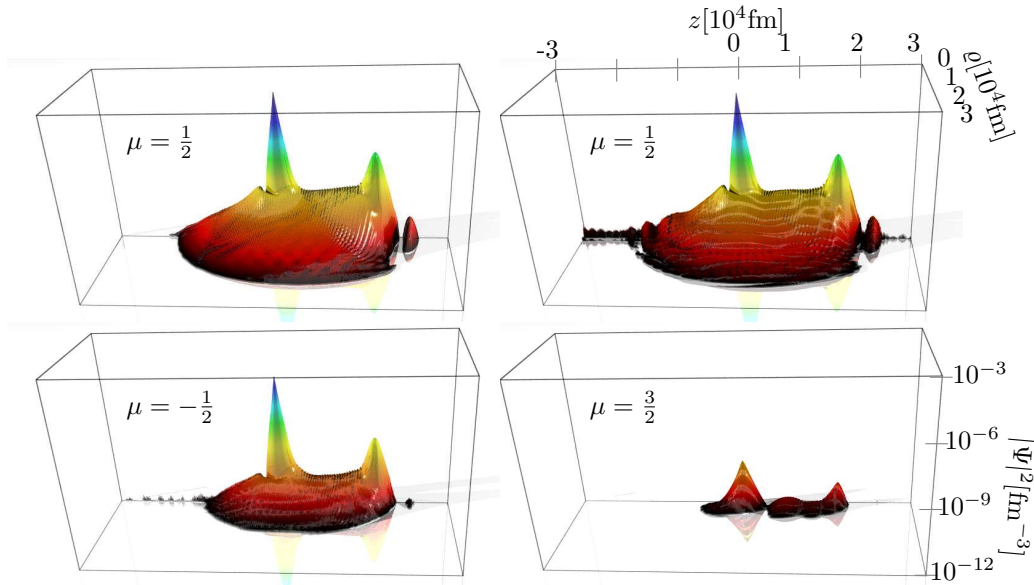 z[10⁴fm]
-3 0 1 2 3
0
1
2
3
ϱ[10⁴fm]
μ = 1/2
μ = 1/2
μ = -1/2
μ = 3/2
10⁻³
10⁻⁶
10⁻⁹
10⁻¹²
|Ψ|²[fm⁻³]